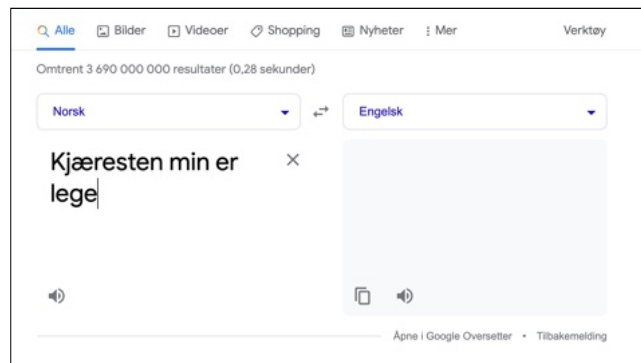 Alle Bilder Videoer Shopping Nyheter Mer Verktøy
Omtrent 3 690 000 000 resultater (0,28 sekunder)
Norsk Engelsk
Kjæresten min er
lege
Åpne i Google Oversetter • Tilbakemelding